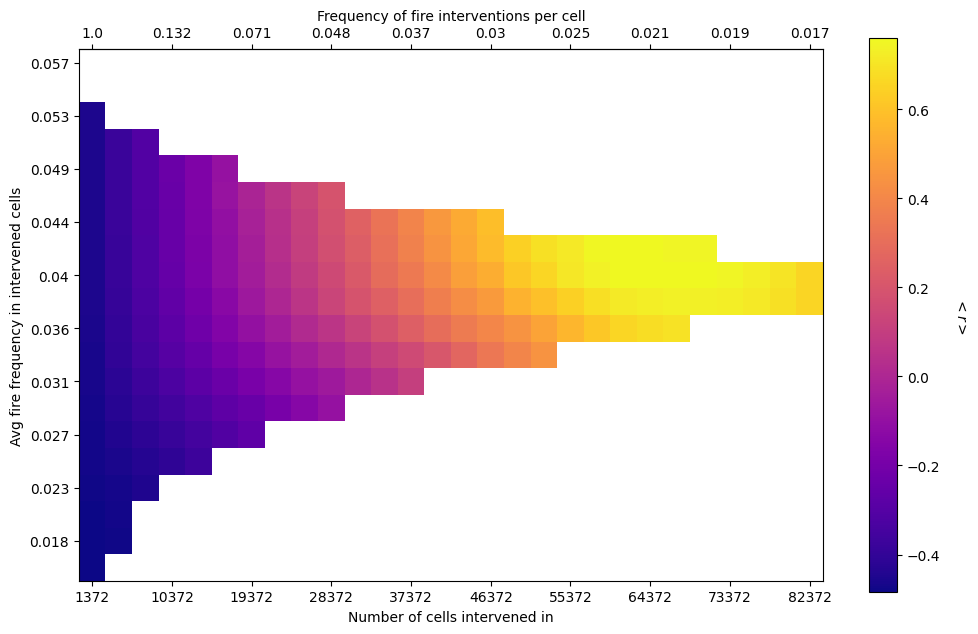 Frequency of fire interventions per cell
1.0 0.132 0.071 0.048 0.037 0.03 0.025 0.021 0.019 0.017
Avg fire frequency in intervened cells
0.057
0.053
0.049
0.044
0.04
0.036
0.031
0.027
0.023
0.018
1372 10372 19372 28372 37372 46372 55372 64372 73372 82372
Number of cells intervened in
0.6
0.4
0.2
0.0
−0.2
−0.4
< r >